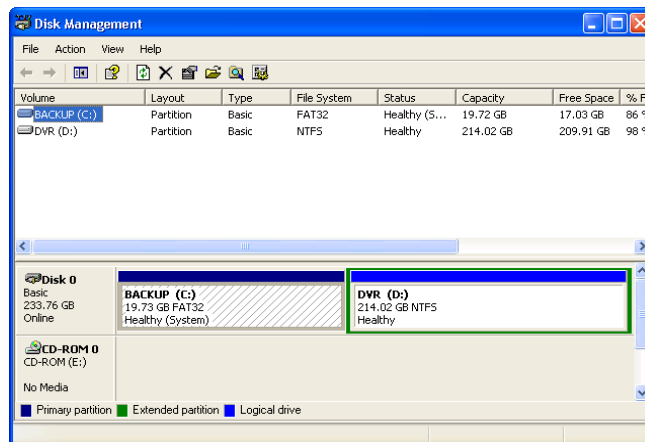 Disk Management
File Action View Help
Volume Layout Type File System Status Capacity Free Space % F
BACKUP (C:) Partition Basic FAT32 Healthy (S... 19.72 GB 17.03 GB 86 %
DVR (D:) Partition Basic NTFS Healthy 214.02 GB 209.91 GB 98 %
Disk 0
Basic
233.76 GB
Online
BACKUP (C:)
19.73 GB FAT32
Healthy (System)
DVR (D:)
214.02 GB NTFS
Healthy
CD-ROM 0
CD-ROM (E:)
No Media
Primary partition Extended partition Logical drive